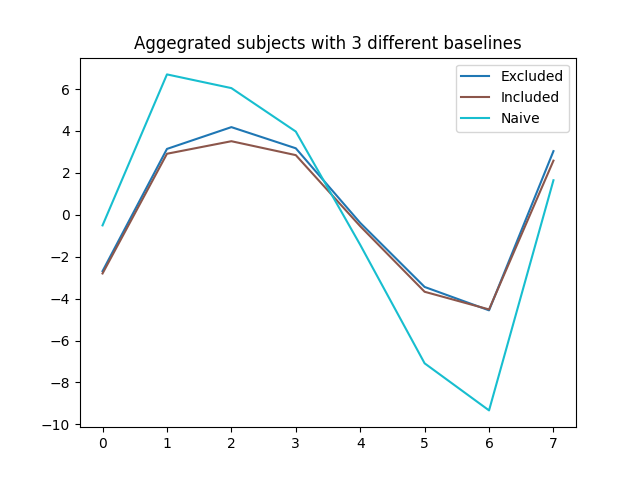 Aggegrated subjects with 3 different baselines
Excluded
Included
Naive
6
4
2
0
−2
−4
−6
−8
−10
0 1 2 3 4 5 6 7